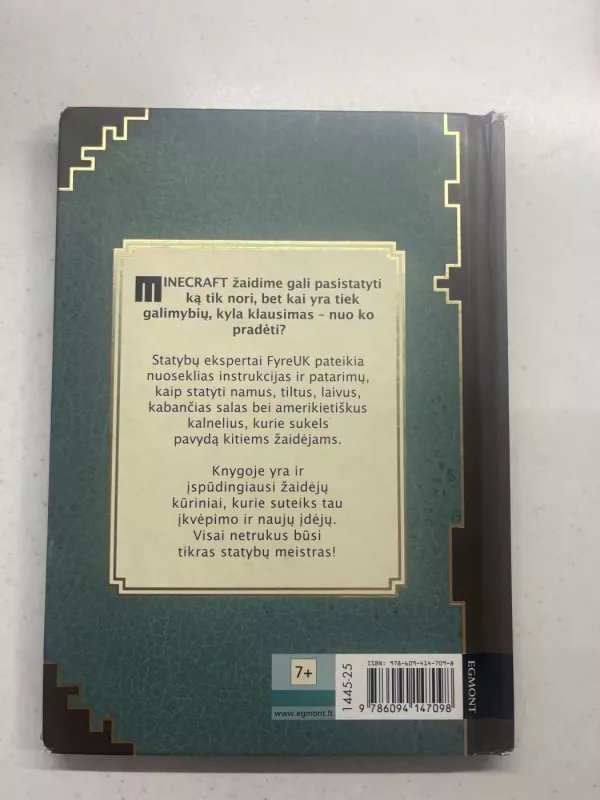 MINECRAFT žaidime gali pasistatyti
ką tik nori, bet kai yra tiek
galimybių, kyla klausimas – nuo ko
pradėti?
Statybų ekspertai FyreUK pateikia
nuoseklias instrukcijas ir patarimų,
kaip statyti namus, tiltus, laivus,
kabančias salas bei amerikietiškus
kalnelius, kurie sukels
pavydą kitiems žaidėjams.
Knygoje yra ir
įspūdingiausi žaidėjų
kūriniai, kurie suteiks tau
įkvėpimo ir naujų įdėjų.
Visai netrukus būsi
tikras statybų meistras!
7+
www.egmont.lt
1445-25
ISBN: 978-609-414-709-8
9 786094 147098
EGMONT